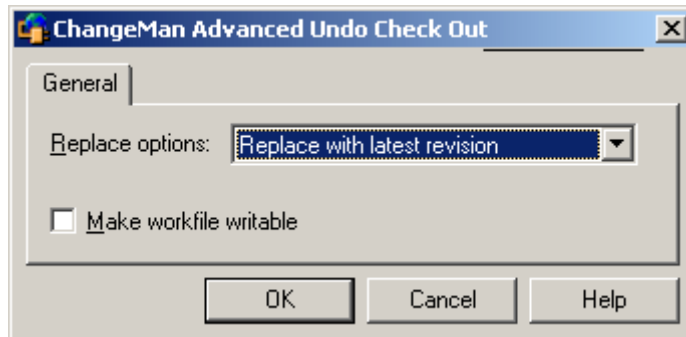 ChangeMan Advanced Undo Check Out
General
Replace options: Replace with latest revision
Make workfile writable
OK Cancel Help